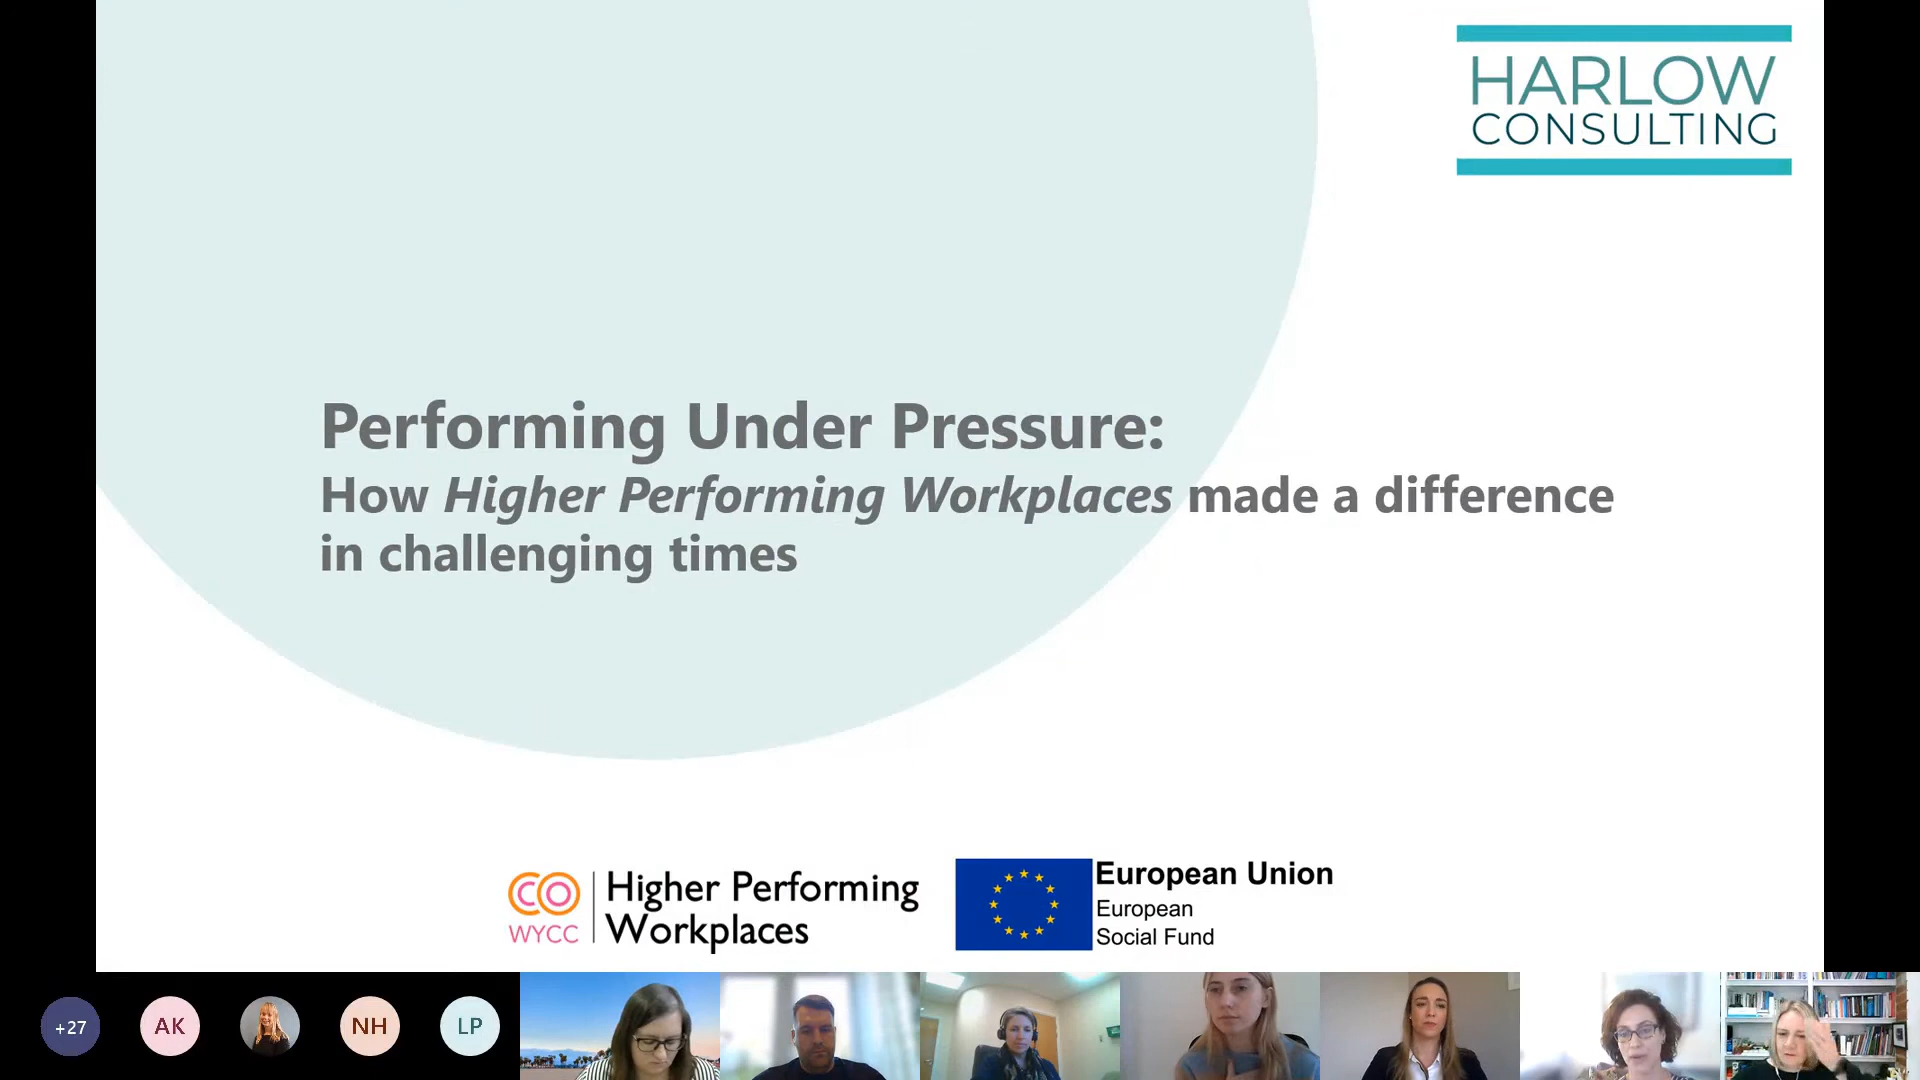 HARLOW
CONSULTING
Performing Under Pressure:
How Higher Performing Workplaces made a difference
in challenging times
CO
WYCC
Higher Performing
Workplaces
European Union
European
Social Fund
+27
AK
NH
LP